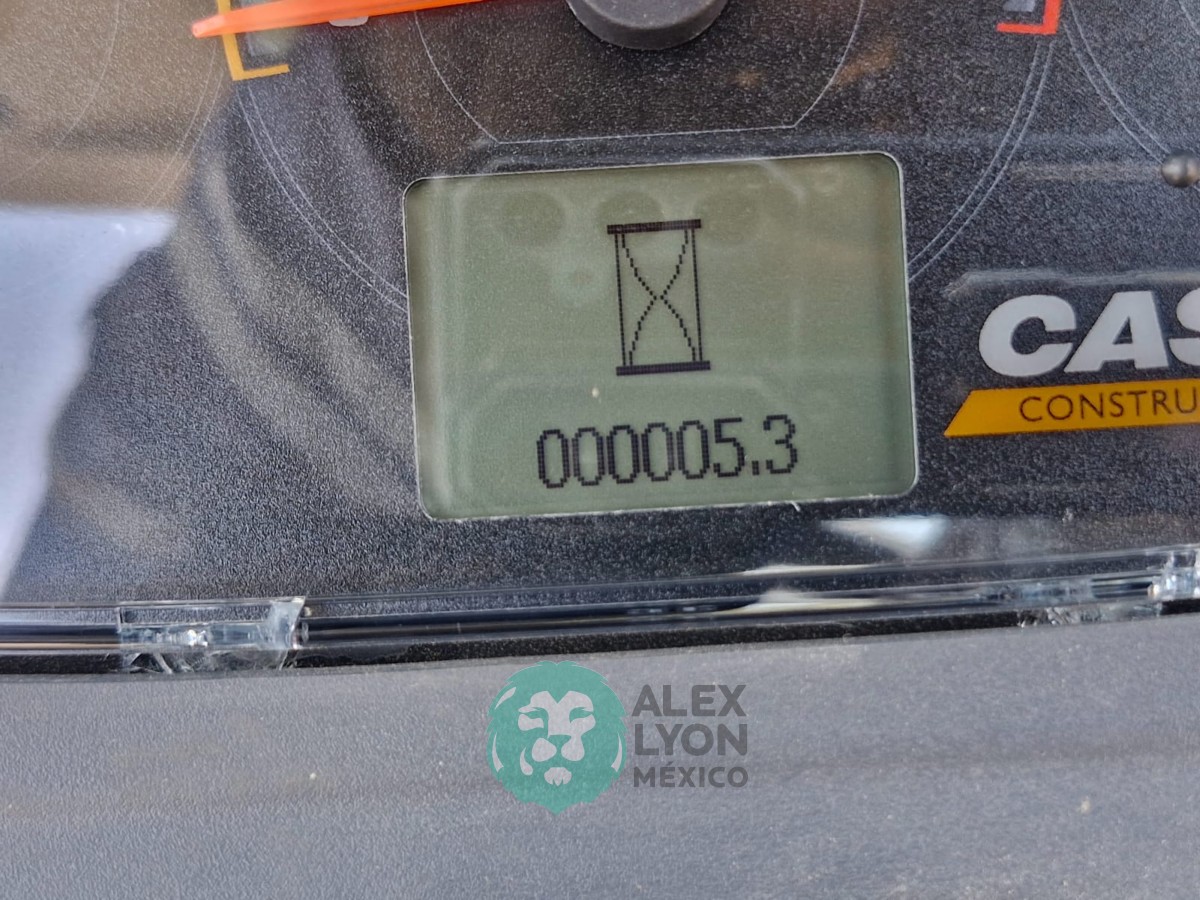 000005.3
CAS
CONSTRU
ALEX
LYON
MÉXICO